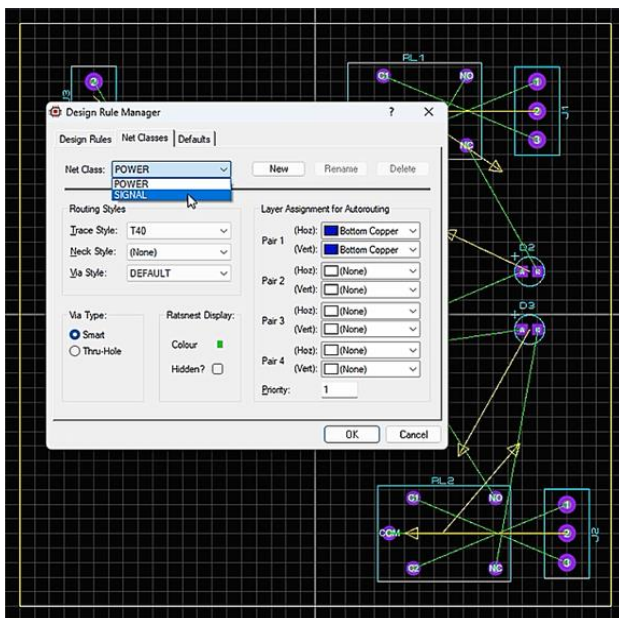 RL1
C1
NO
NC
J3
2
1
2
3
J1
Design Rule Manager
?
Design Rules Net Classes Defaults
Net Class: POWER New Rename Delete
POWER
SIGNAL
Routing Styles
Trace Style: T40
Neck Style: (None)
Via Style: DEFAULT
Via Type:
Smart
Thru-Hole
Ratsnest Display:
Colour
Hidden?
Layer Assignment for Autorouting
Pair 1 (Hoz): Bottom Copper
(Vert): Bottom Copper
Pair 2 (Hoz): (None)
(Vert): (None)
Pair 3 (Hoz): (None)
(Vert): (None)
Pair 4 (Hoz): (None)
(Vert): (None)
Priority: 1
OK Cancel
D2
+
A K
D3
+
A K
RL2
C1
NO
COM
C2
NC
1
2
3
J2